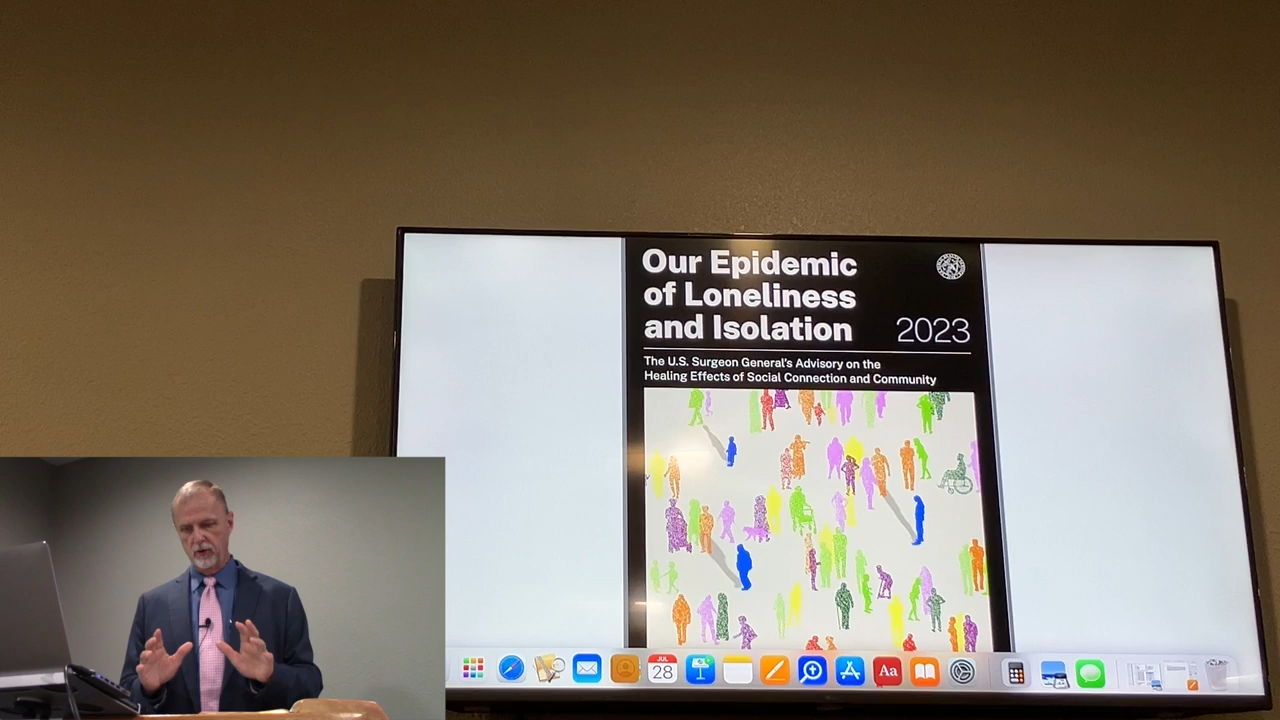 Our Epidemic
of Loneliness
and Isolation
2023
The U.S. Surgeon General's Advisory on the
Healing Effects of Social Connection and Community
JUL
28
Aa